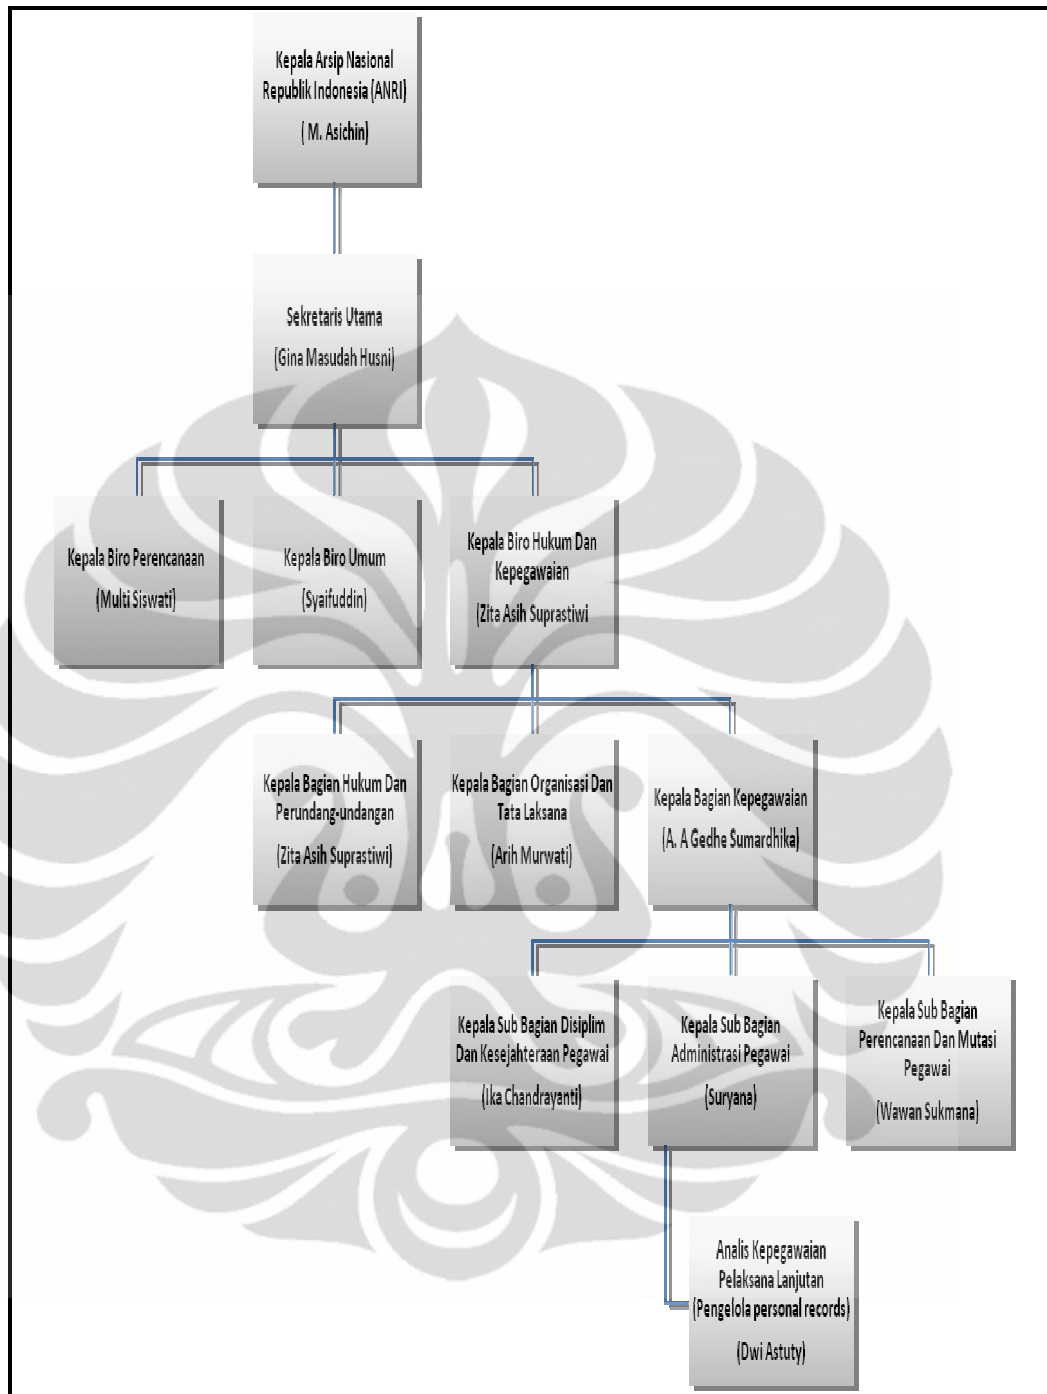 Kepala Arsip Nasional
Republik Indonesia (ANRI)
( M. Asichin)
Sekretaris Utama
(Gina Masudah Husni)
Kepala Biro Perencanaan
(Multi Siswati)
Kepala Biro Umum
(Syaifuddin)
Kepala Biro Hukum Dan
Kepegawaian
(Zita Asih Suprastiwi
Kepala Bagian Hukum Dan
Perundang-undangan
(Zita Asih Suprastiwi)
Kepala Bagian Organisasi Dan
Tata Laksana
(Arih Murwati)
Kepala Bagian Kepegawaian
(A. A Gedhe Sumardhika)
Kepala Sub Bagian Disiplim
Dan Kesejahteraan Pegawai
(Ika Chandrayanti)
Kepala Sub Bagian
Administrasi Pegawai
(Suryana)
Kepala Sub Bagian
Perencanaan Dan Mutasi
Pegawai
(Wawan Sukmana)
Analis Kepegawaian
Pelaksana Lanjutan
(Pengelola personal records)
(Dwi Astuty)